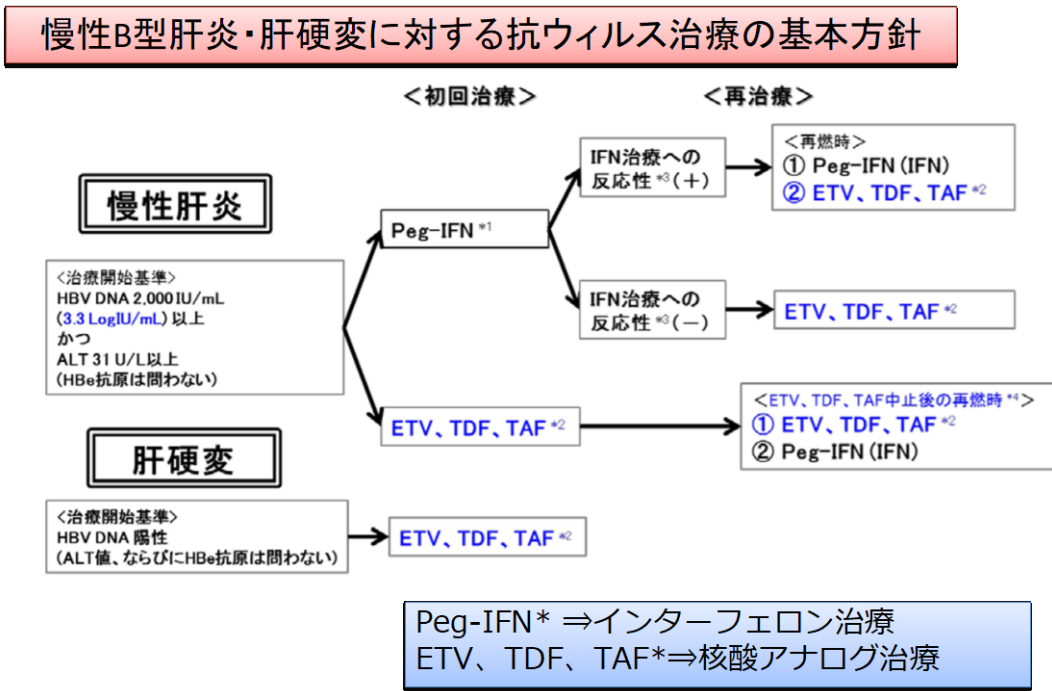 慢性B型肝炎・肝硬変に対する抗ウィルス治療の基本方針
＜初回治療＞
＜再治療＞
慢性肝炎
<治療開始基準>
HBV DNA 2,000 IU/mL
(3.3 LogIU/mL) 以上
かつ
ALT 31 U/L以上
(HBe抗原は問わない)
Peg-IFN *1
IFN治療への
反応性 *3(+)
<再燃時>
① Peg-IFN (IFN)
② ETV、TDF、TAF *2
IFN治療への
反応性 *3(-)
ETV、TDF、TAF *2
ETV、TDF、TAF *2
<ETV、TDF、TAF中止後の再燃時 *4>
① ETV、TDF、TAF *2
② Peg-IFN (IFN)
肝硬変
<治療開始基準>
HBV DNA 陽性
(ALT値、ならびにHBe抗原は問わない)
ETV、TDF、TAF *2
Peg-IFN* ⇒インターフェロン治療
ETV、TDF、TAF*⇒核酸アナログ治療